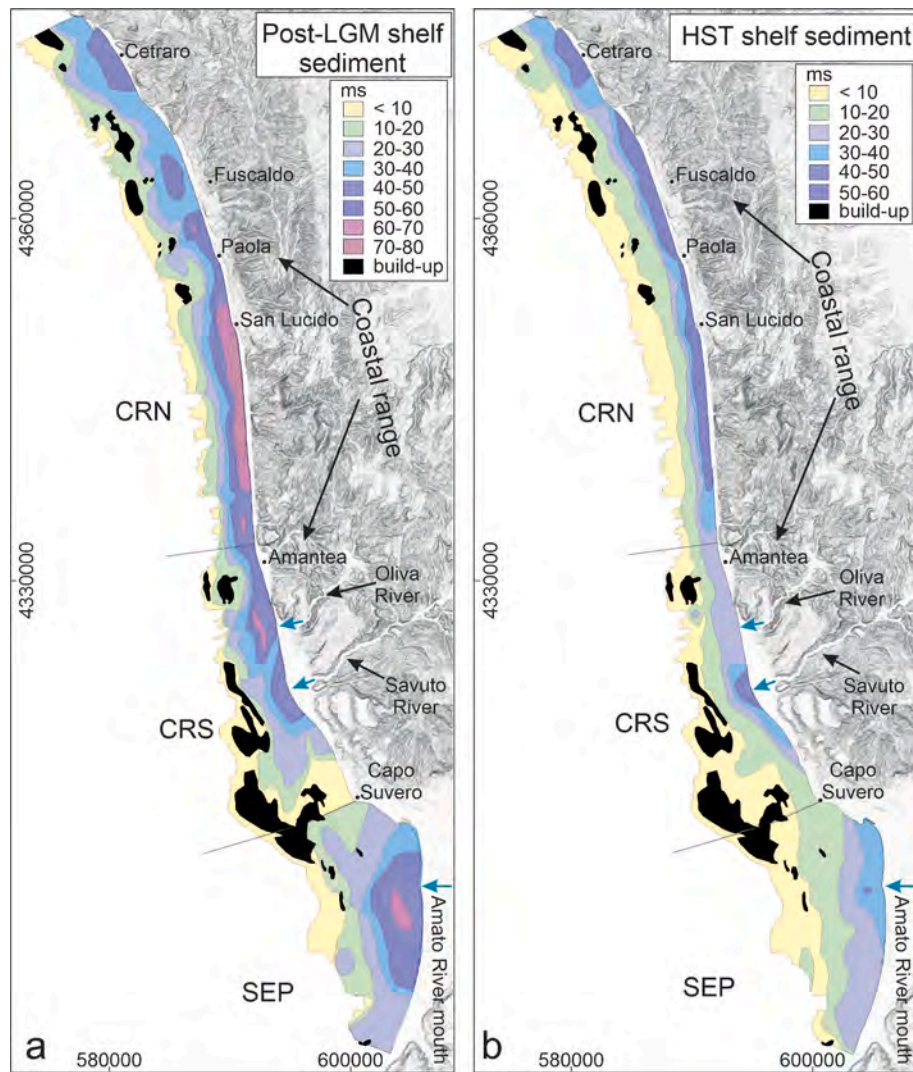 Post-LGM shelf
sediment
ms
< 10
10-20
20-30
30-40
40-50
50-60
60-70
70-80
build-up
Cetraro
Fuscaldo
4360000
Paola
San Lucido
Coastal range
CRN
Amantea
4330000
Oliva
River
Savuto
River
CRS
Capo
Suvero
Amato River mouth
SEP
a
580000
600000
HST shelf sediment
ms
< 10
10-20
20-30
30-40
40-50
50-60
build-up
Cetraro
Fuscaldo
4360000
Paola
San Lucido
Coastal range
CRN
Amantea
4330000
Oliva
River
Savuto
River
CRS
Capo
Suvero
Amato River mouth
SEP
b
580000
600000